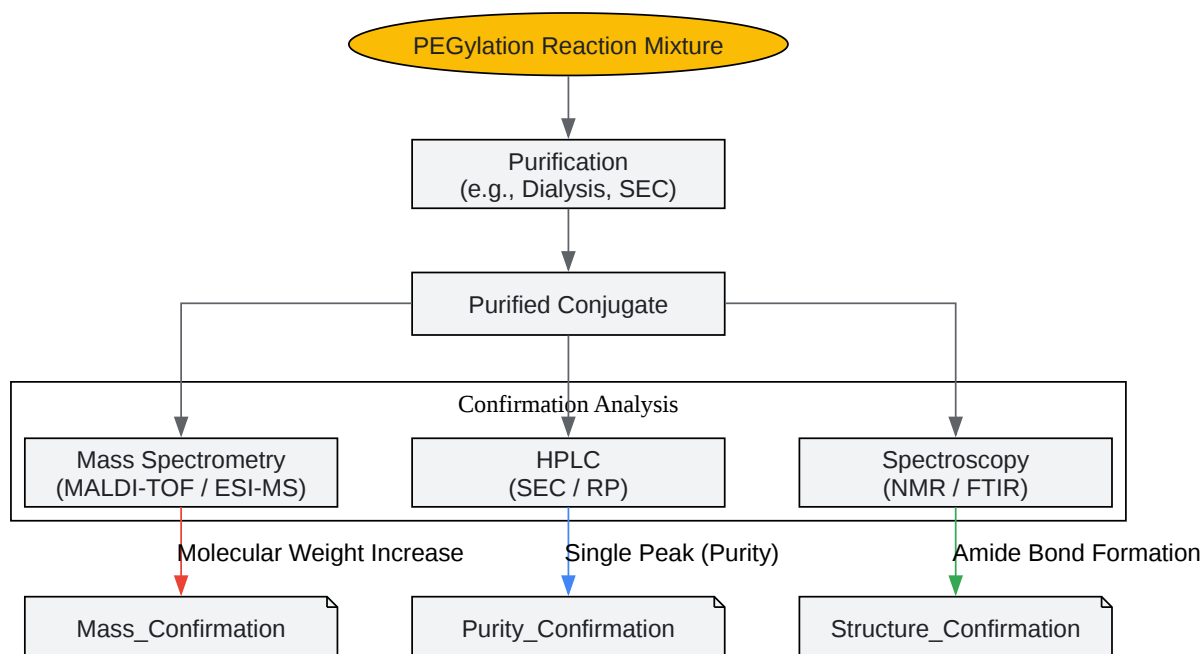 PEGylation Reaction Mixture
Purification
(e.g., Dialysis, SEC)
Purified Conjugate
Confirmation Analysis
Mass Spectrometry
(MALDI-TOF / ESI-MS)
HPLC
(SEC / RP)
Spectroscopy
(NMR / FTIR)
Molecular Weight Increase
Single Peak (Purity)
Amide Bond Formation
Mass_Confirmation
Purity_Confirmation
Structure_Confirmation